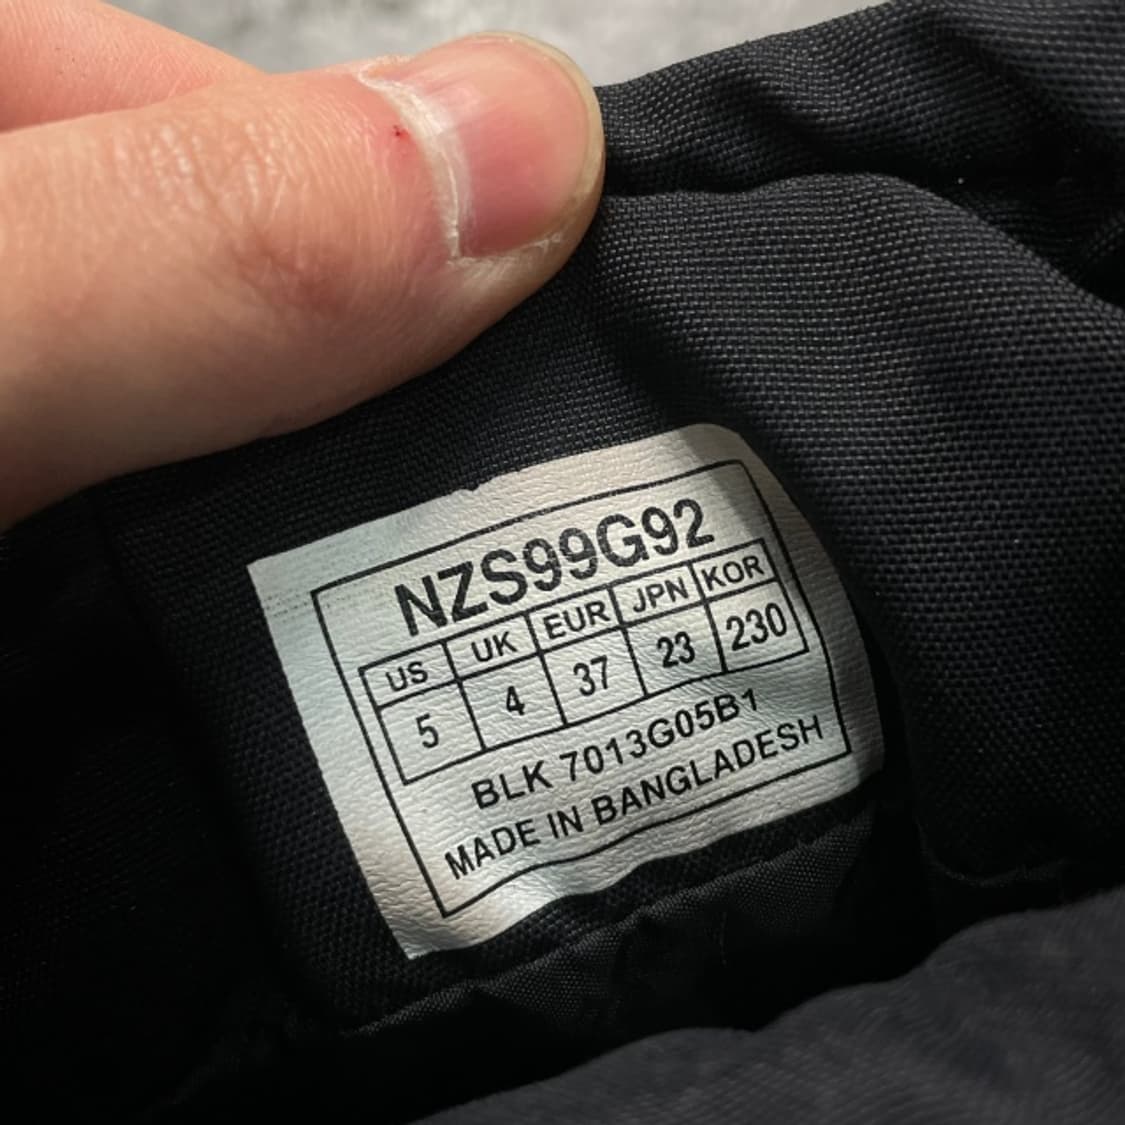 NZS99G92
US UK EUR JPN KOR
5 4 37 23 230
BLK 7013G05B1
MADE IN BANGLADESH